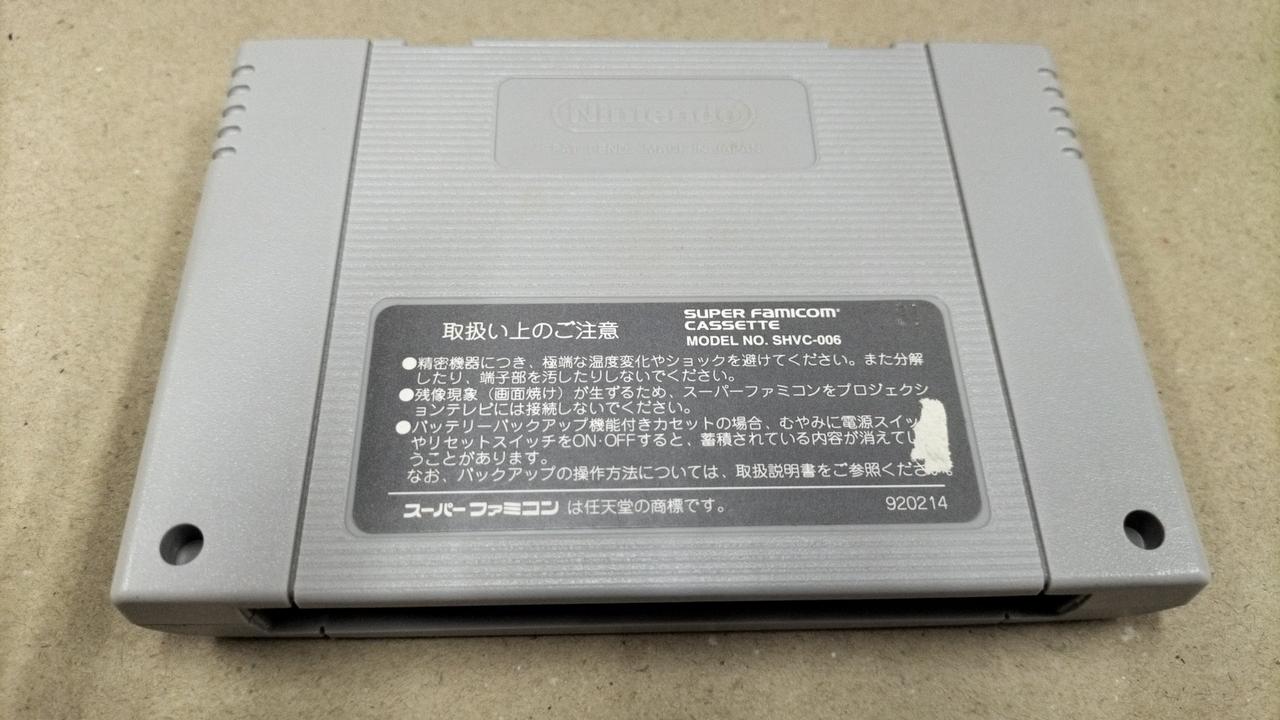 Nintendo
PAT. PEND. MADE IN JAPAN
取扱い上のご注意
SUPER FAMICOM
CASSETTE
MODEL NO. SHVC-006
●精密機器につき、極端な温度変化やショックを避けてください。また分解
したり、端子部を汚したりしないでください。
●残像現象（画面焼け）が生ずるため、スーパーファミコンをプロジェクシ
ョンテレビには接続しないでください。
●バッテリーバックアップ機能付きカセットの場合、むやみに電源スイッ
やリセットスイッチをON·OFFすると、蓄積されている内容が消えてし
うことがあります。
なお、バックアップの操作方法については、取扱説明書をご参照くださ
スーパーファミコン は任天堂の商標です。
920214